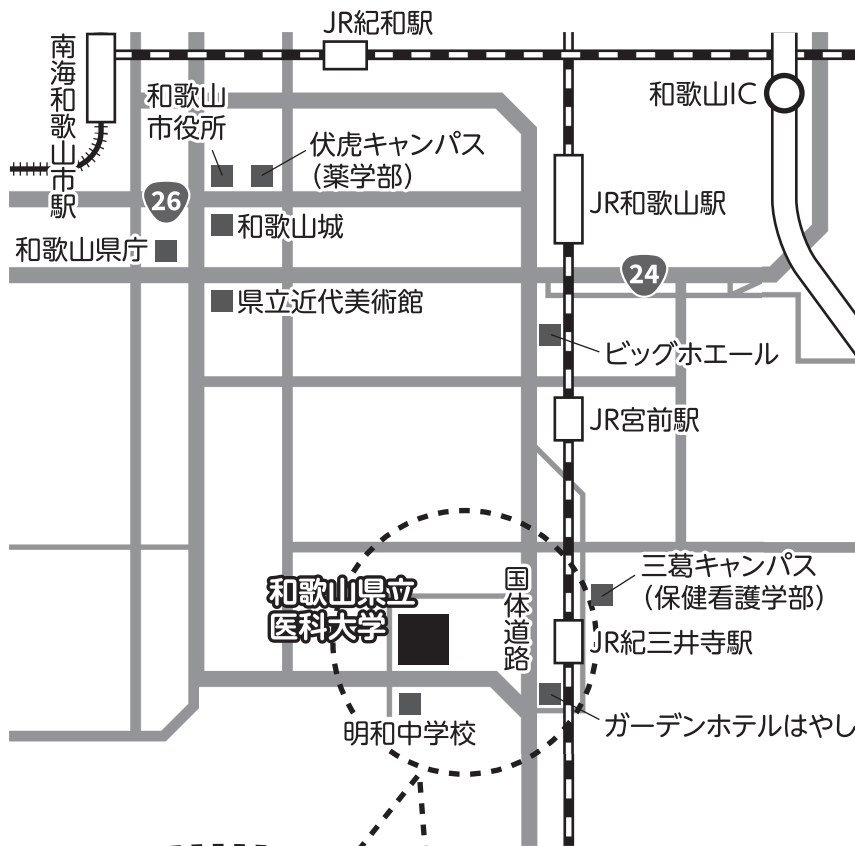 JR紀和駅
南海和歌山市駅
和歌山
市役所
和歌山IC
伏虎キャンパス
（薬学部）
26
JR和歌山駅
和歌山城
和歌山県庁
24
県立近代美術館
ビッグホエール
JR宮前駅
三葛キャンパス
（保健看護学部）
国体道路
和歌山県立
医科大学
JR紀三井寺駅
明和中学校
ガーデンホテルはやし